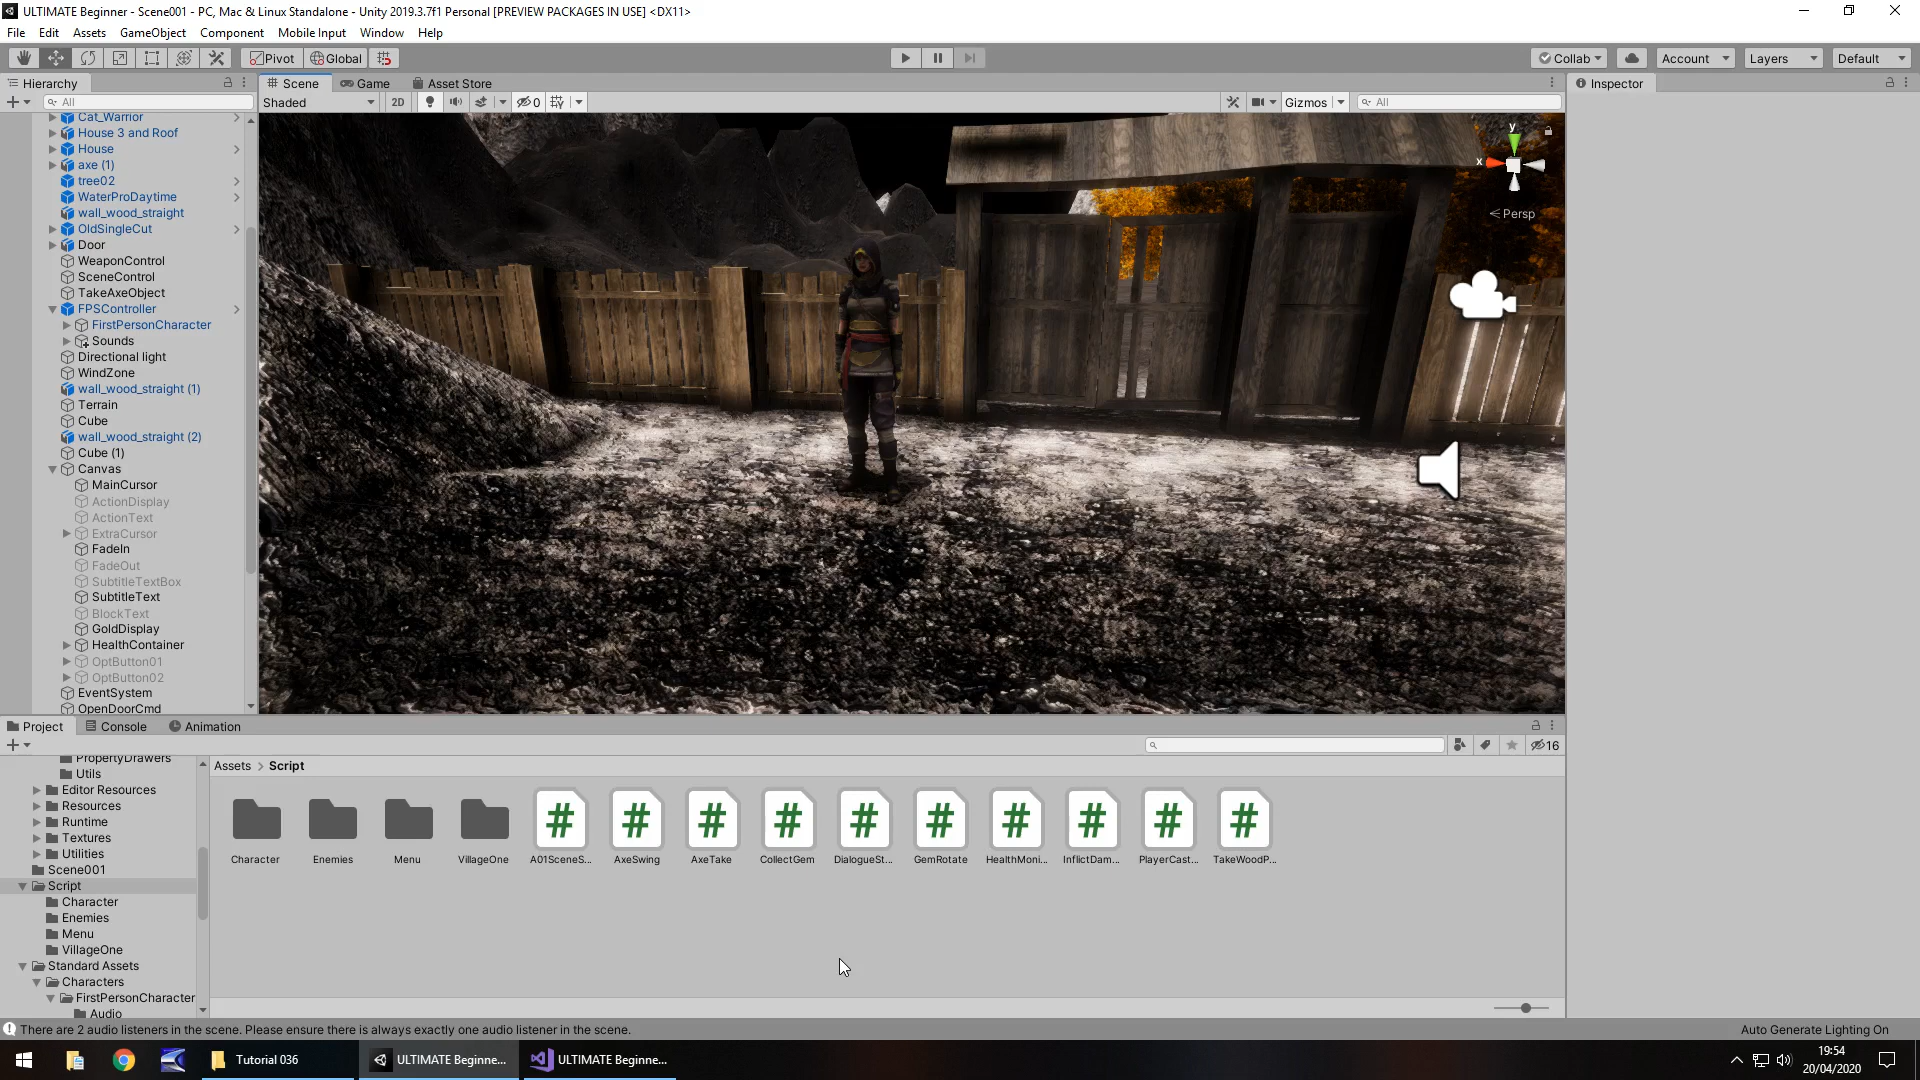 ULTIMATE Beginner - Scene001 - PC, Mac & Linux Standalone - Unity 2019.3.7f1 Personal [PREVIEW PACKAGES IN USE] <DX11>
File Edit Assets GameObject Component Mobile Input Window Help
Pivot Global Collab Account Layers Default
Hierarchy Scene Game Asset Store Inspector
All Shaded 2D 0 Gizmos All
Cat_Warrior
House 3 and Roof
House
axe (1)
tree02
WaterProDaytime
wall_wood_straight
OldSingleCut
Door
WeaponControl
SceneControl
TakeAxeObject
FPSController
FirstPersonCharacter
Sounds
Directional light
WindZone
wall_wood_straight (1)
Terrain
Cube
wall_wood_straight (2)
Cube (1)
Canvas
MainCursor
ActionDisplay
ActionText
ExtraCursor
FadeIn
FadeOut
SubtitleTextBox
SubtitleText
BlockText
GoldDisplay
HealthContainer
OptButton01
OptButton02
EventSystem
OpenDoorCmd
y
x
Persp
Project Console Animation
16
PropertyDrawers
Utils
Editor Resources
Resources
Runtime
Textures
Utilities
Scene001
Script
Character
Enemies
Menu
VillageOne
Standard Assets
Characters
FirstPersonCharacter
Audio
Assets > Script
# # # # # # # # # #
Character Enemies Menu VillageOne A01SceneS... AxeSwing AxeTake CollectGem DialogueSt... GemRotate HealthMoni... InflictDam... PlayerCast... TakeWoodP...
There are 2 audio listeners in the scene. Please ensure there is always exactly one audio listener in the scene.
Auto Generate Lighting On
Tutorial 036 ULTIMATE Beginne... ULTIMATE Beginne...
19:54
20/04/2020